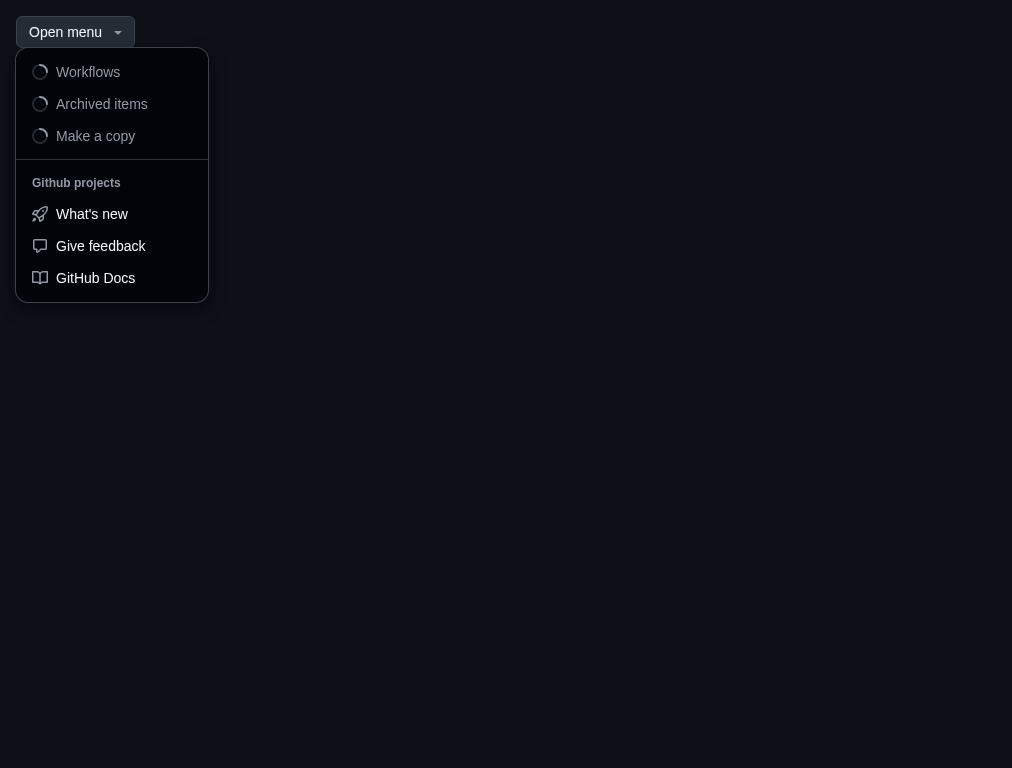 Open menu
Workflows
Archived items
Make a copy
Github projects
What's new
Give feedback
GitHub Docs